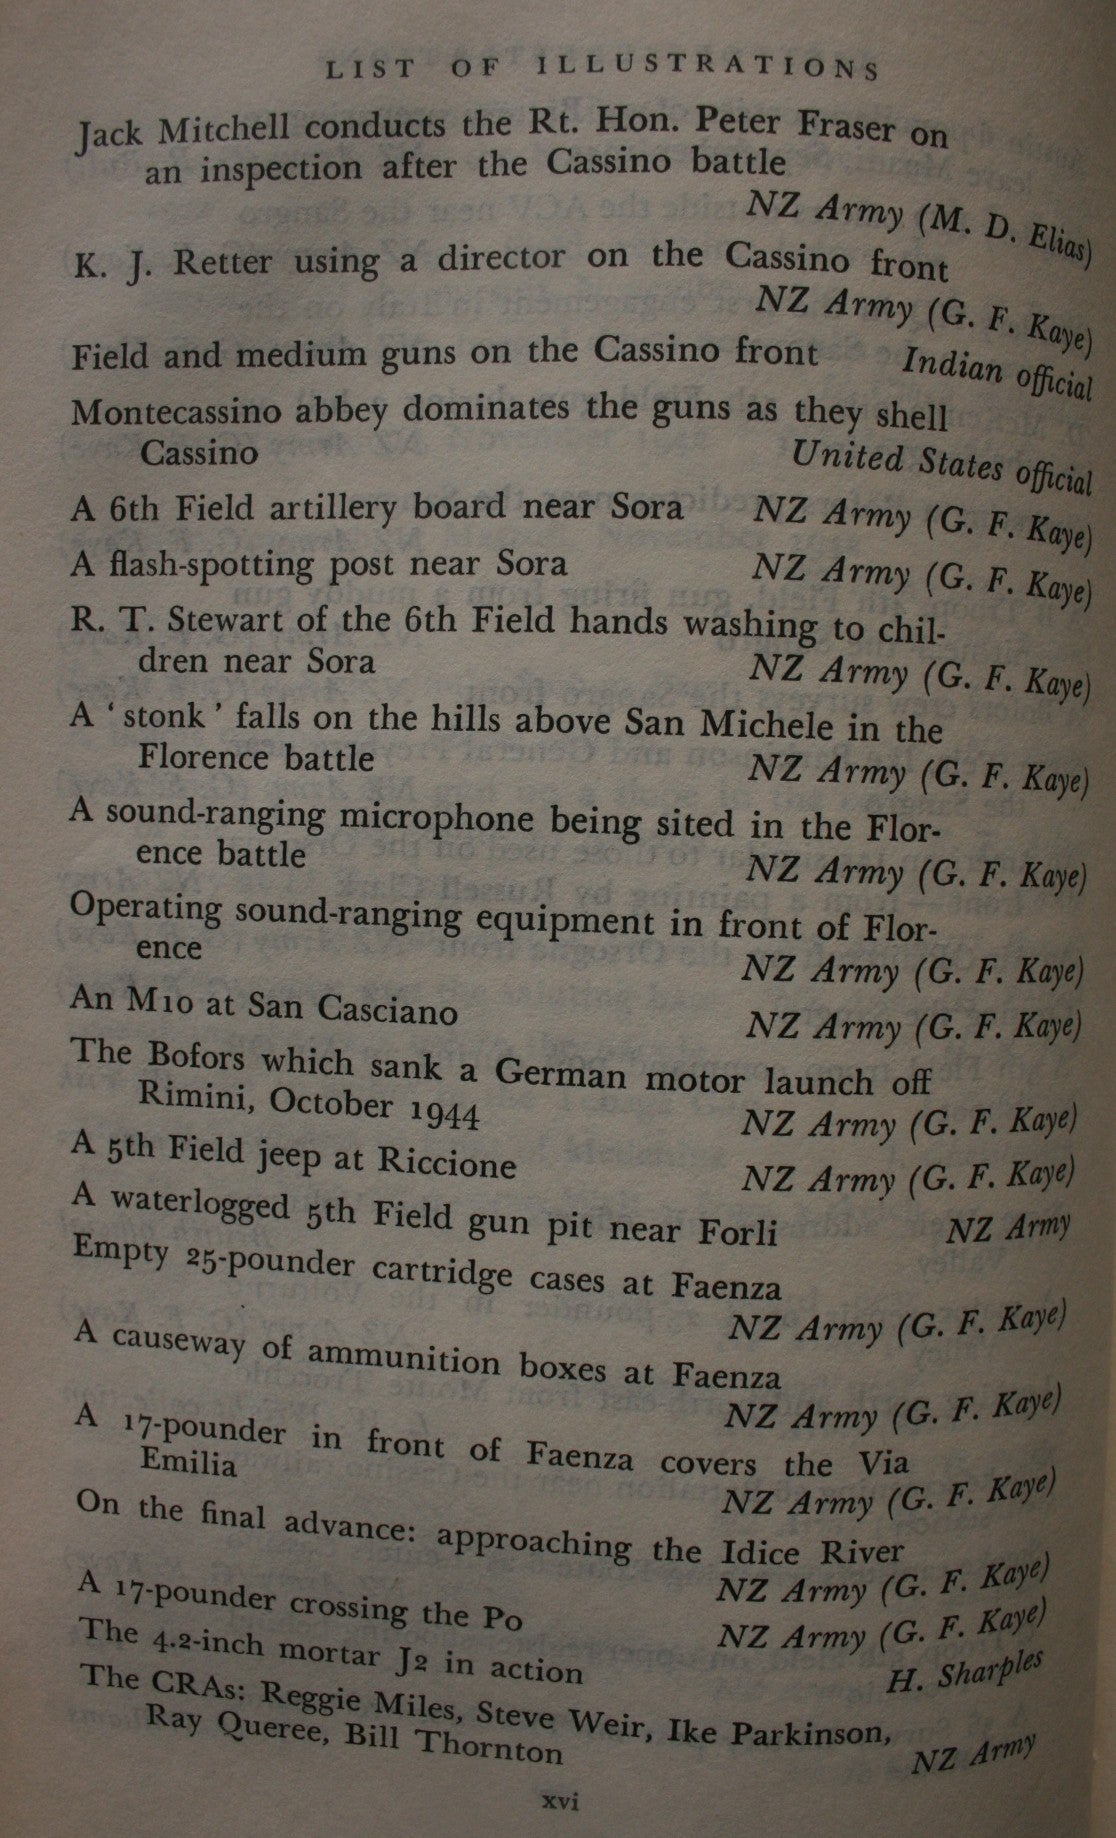 LIST OF ILLUSTRATIONS
Jack Mitchell conducts the Rt. Hon. Peter Fraser on
an inspection after the Cassino battle
NZ Army (M. D. Elias)
K. J. Retter using a director on the Cassino front
NZ Army (G. F. Kaye)
Field and medium guns on the Cassino front Indian official
Montecassino abbey dominates the guns as they shell
Cassino United States official
A 6th Field artillery board near Sora NZ Army (G. F. Kaye)
A flash-spotting post near Sora NZ Army (G. F. Kaye)
R. T. Stewart of the 6th Field hands washing to chil-
dren near Sora NZ Army (G. F. Kaye)
A ‘stonk’ falls on the hills above San Michele in the
Florence battle NZ Army (G. F. Kaye)
A sound-ranging microphone being sited in the Flor-
ence battle NZ Army (G. F. Kaye)
Operating sound-ranging equipment in front of Flor-
ence NZ Army (G. F. Kaye)
An M10 at San Casciano NZ Army (G. F. Kaye)
The Bofors which sank a German motor launch off
Rimini, October 1944 NZ Army (G. F. Kaye)
A 5th Field jeep at Riccione NZ Army (G. F. Kaye)
A waterlogged 5th Field gun pit near Forli NZ Army
Empty 25-pounder cartridge cases at Faenza
NZ Army (G. F. Kaye)
A causeway of ammunition boxes at Faenza
NZ Army (G. F. Kaye)
A 17-pounder in front of Faenza covers the Via
Emilia NZ Army (G. F. Kaye)
On the final advance: approaching the Idice River
NZ Army (G. F. Kaye)
A 17-pounder crossing the Po NZ Army (G. F. Kaye)
The 4.2-inch mortar J2 in action H. Sharples
The CRAs: Reggie Miles, Steve Weir, Ike Parkinson,
Ray Queree, Bill Thornton NZ Army
xvi